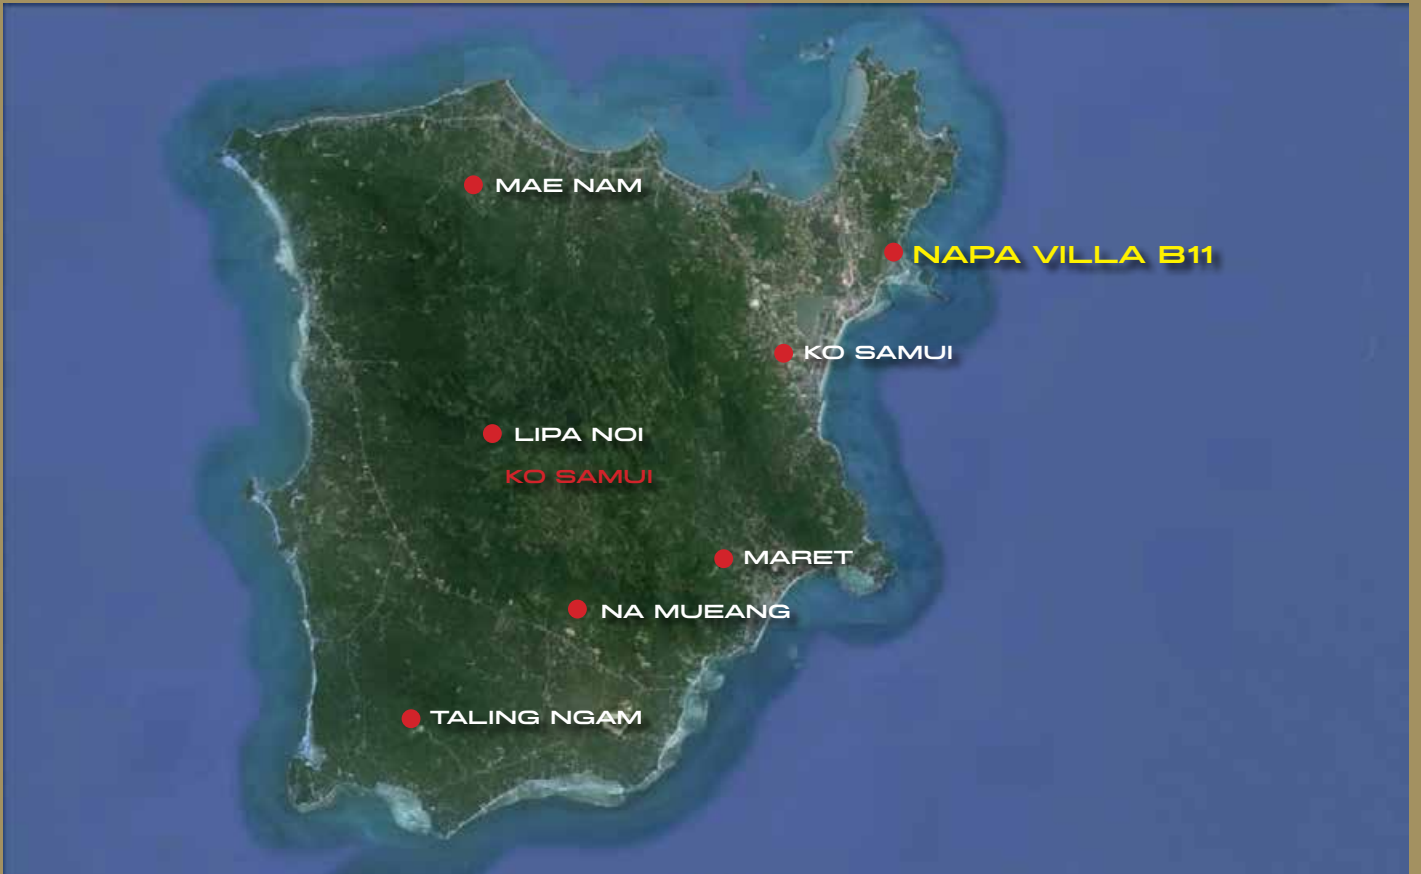 MAE NAM
NAPA VILLA B11
KO SAMUI
LIPA NOI
KO SAMUI
MARET
NA MUEANG
TALING NGAM